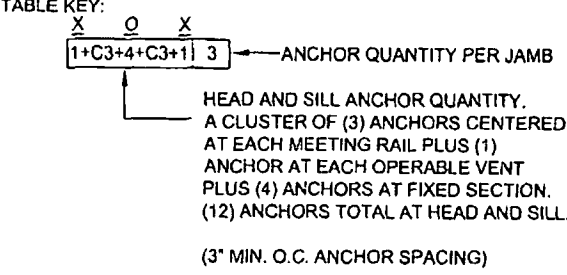 TABLE KEY:
X O X
1+C3+4+C3+1 3 ANCHOR QUANTITY PER JAMB
HEAD AND SILL ANCHOR QUANTITY.
A CLUSTER OF (3) ANCHORS CENTERED
AT EACH MEETING RAIL PLUS (1)
ANCHOR AT EACH OPERABLE VENT
PLUS (4) ANCHORS AT FIXED SECTION.
(12) ANCHORS TOTAL AT HEAD AND SILL.
(3" MIN. O.C. ANCHOR SPACING)